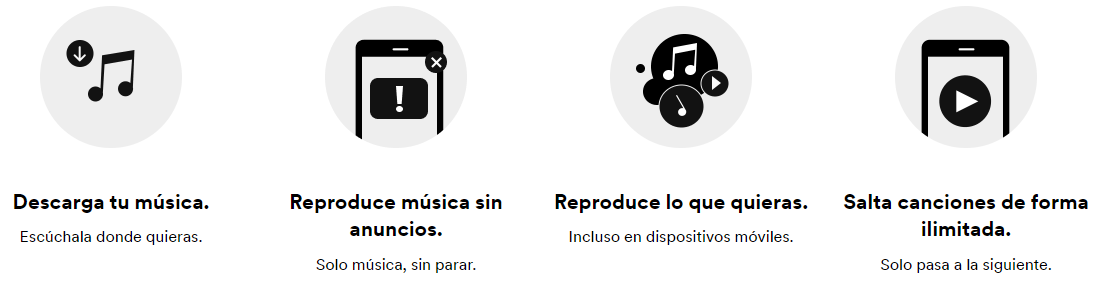 Descarga tu música.
Escúchala donde quieras.
Reproduce música sin
anuncios.
Solo música, sin parar.
Reproduce lo que quieras.
Incluso en dispositivos móviles.
Salta canciones de forma
ilimitada.
Solo pasa a la siguiente.